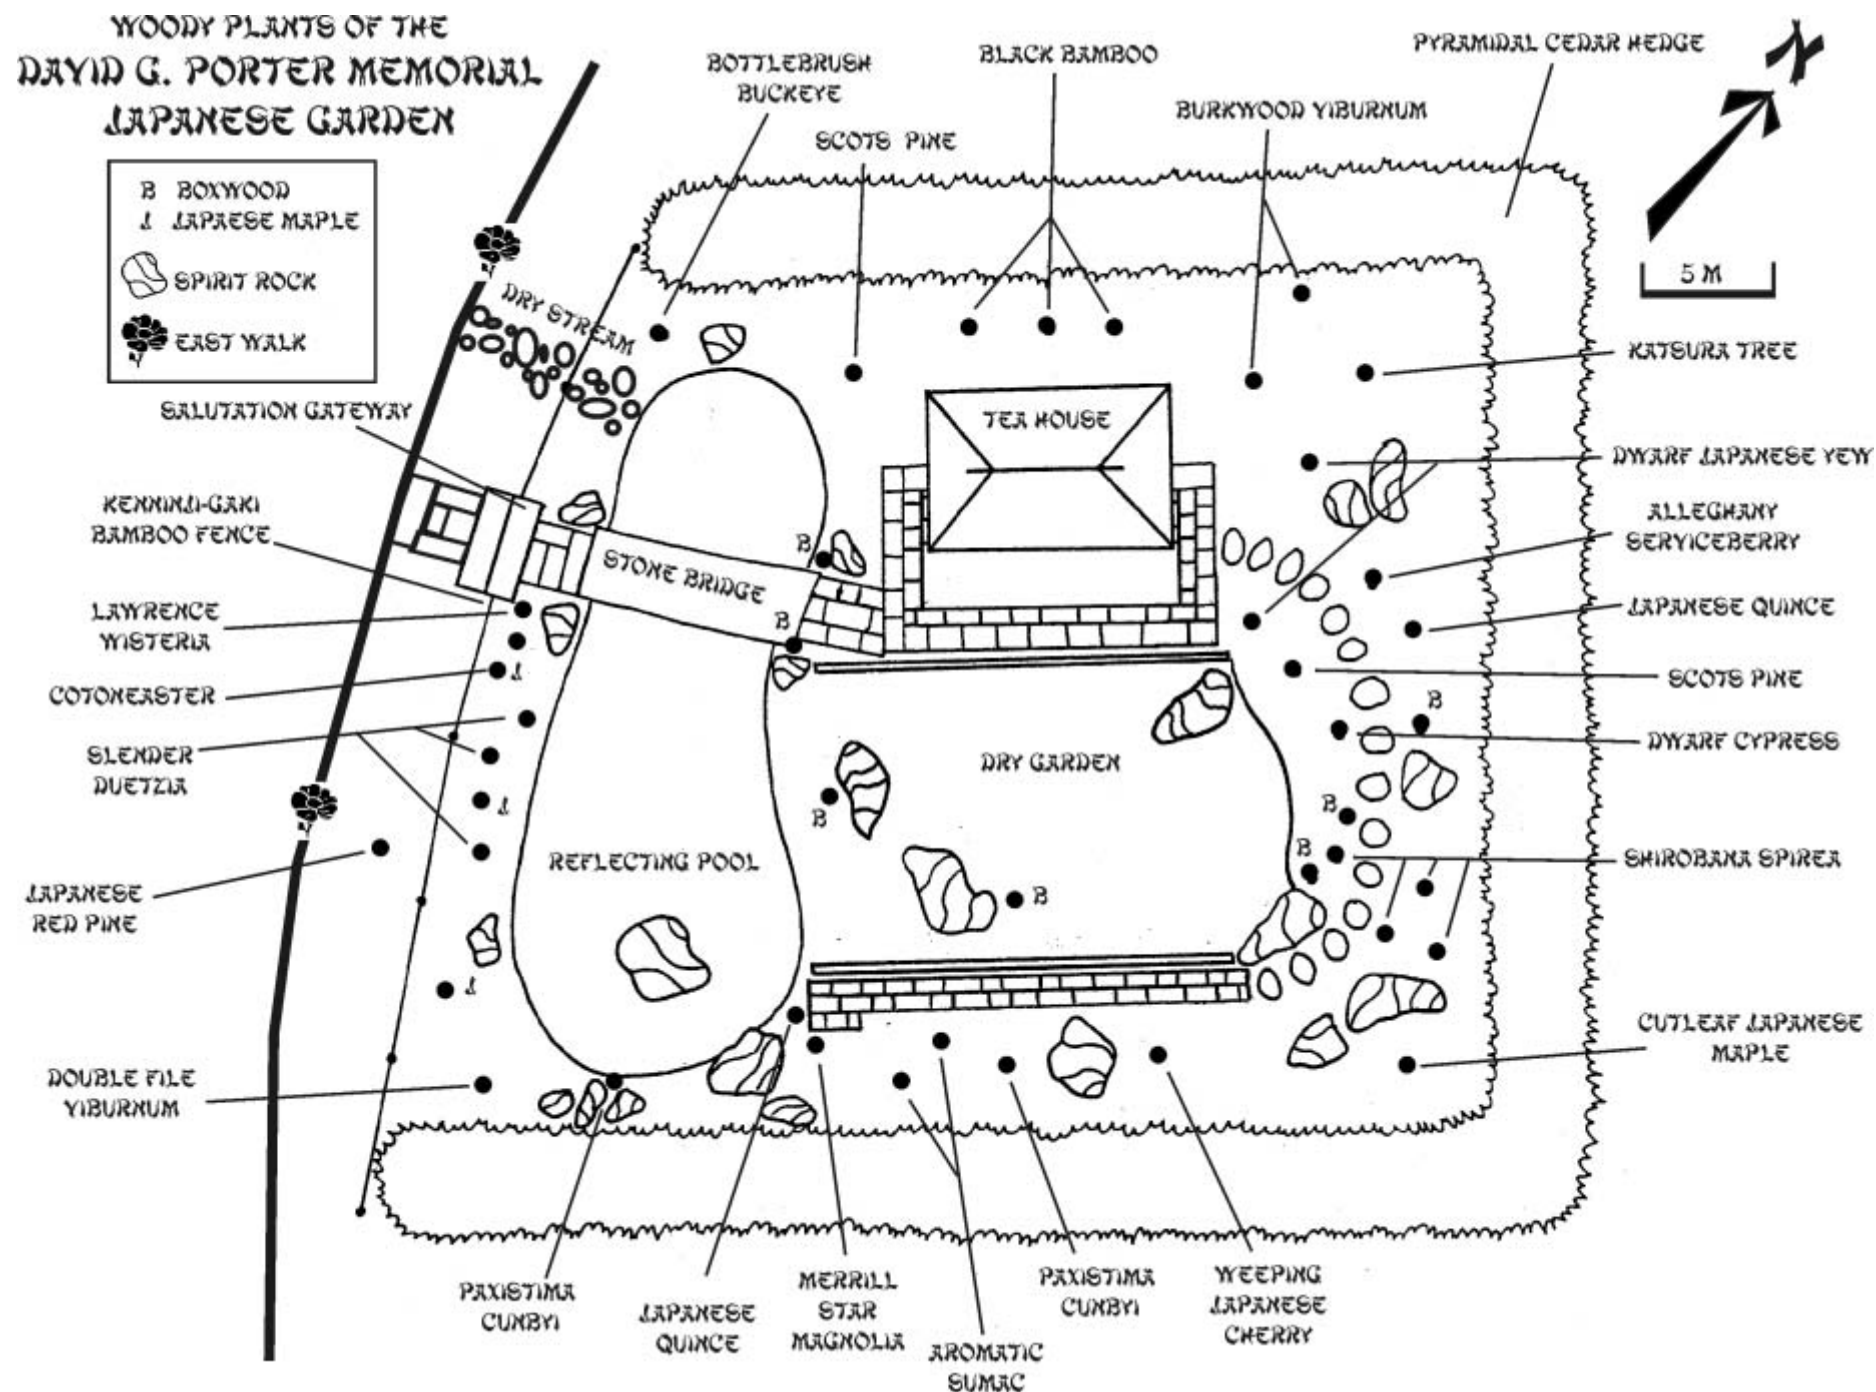 WOODY PLANTS OF THE
DAVID G. PORTER MEMORIAL
JAPANESE GARDEN
B BOXWOOD
J JAPAESE MAPLE
SPIRIT ROCK
EAST WALK
BOTTLEBRUSH
BUCKEYE
SCOTS PINE
BLACK BAMBOO
BURKWOOD VIBURNUM
PYRAMIDAL CEDAR HEDGE
N
5 M
DRY STREAM
SALUTATION GATEWAY
KENNINJI-GAKI
BAMBOO FENCE
LAWRENCE
WISTERIA
COTONEASTER
SLENDER
DUETZIA
JAPANESE
RED PINE
DOUBLE FILE
VIBURNUM
TEA HOUSE
STONE BRIDGE
DRY GARDEN
REFLECTING POOL
B
B
B
B
B
B
B
J
J
J
KATSURA TREE
DWARF JAPANESE YEW
ALLEGHANY
SERVICEBERRY
JAPANESE QUINCE
SCOTS PINE
DWARF CYPRESS
SHIROBANA SPIREA
CUTLEAF JAPANESE
MAPLE
PAXISTIMA
CUNBYI
JAPANESE
QUINCE
MERRILL
STAR
MAGNOLIA
AROMATIC
SUMAC
PAXISTIMA
CUNBYI
WEEPING
JAPANESE
CHERRY